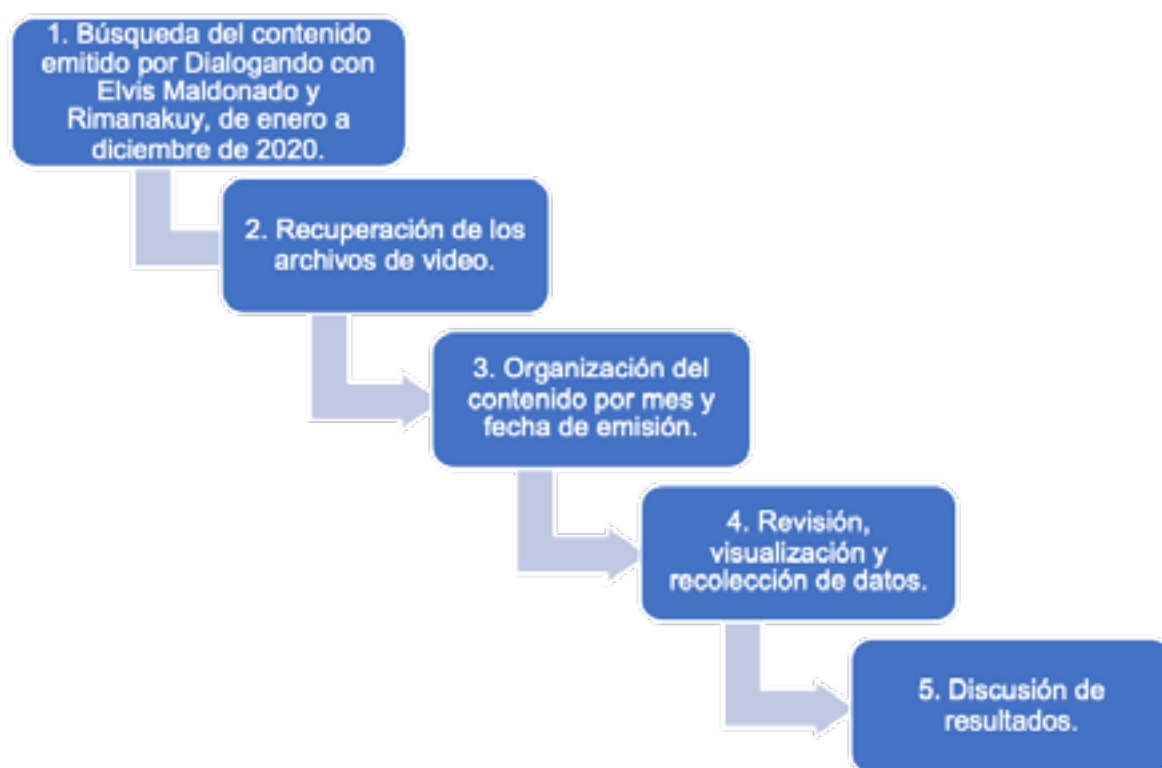 1. Búsqueda del contenido
emitido por Dialogando con
Elvis Maldonado y
Rimanakuy, de enero a
diciembre de 2020.
2. Recuperación de los
archivos de video.
3. Organización del
contenido por mes y
fecha de emisión.
4. Revisión,
visualización y
recolección de datos.
5. Discusión de
resultados.